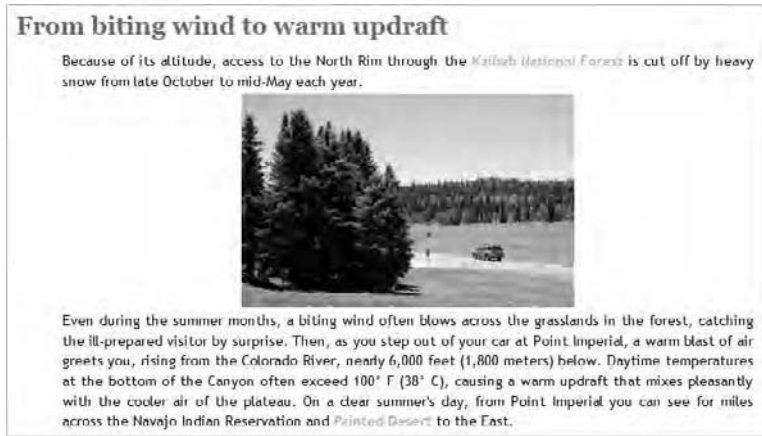 From biting wind to warm updraft
Because of its altitude, access to the North Rim through the Kaibab National Forest is cut off by heavy
snow from late October to mid-May each year.
Even during the summer months, a biting wind often blows across the grasslands in the forest, catching
the ill-prepared visitor by surprise. Then, as you step out of your car at Point Imperial, a warm blast of air
greets you, rising from the Colorado River, nearly 6,000 feet (1,800 meters) below. Daytime temperatures
at the bottom of the Canyon often exceed 100° F (38° C), causing a warm updraft that mixes pleasantly
with the cooler air of the plateau. On a clear summer's day, from Point Imperial you can see for miles
across the Navajo Indian Reservation and Painted Desert to the East.